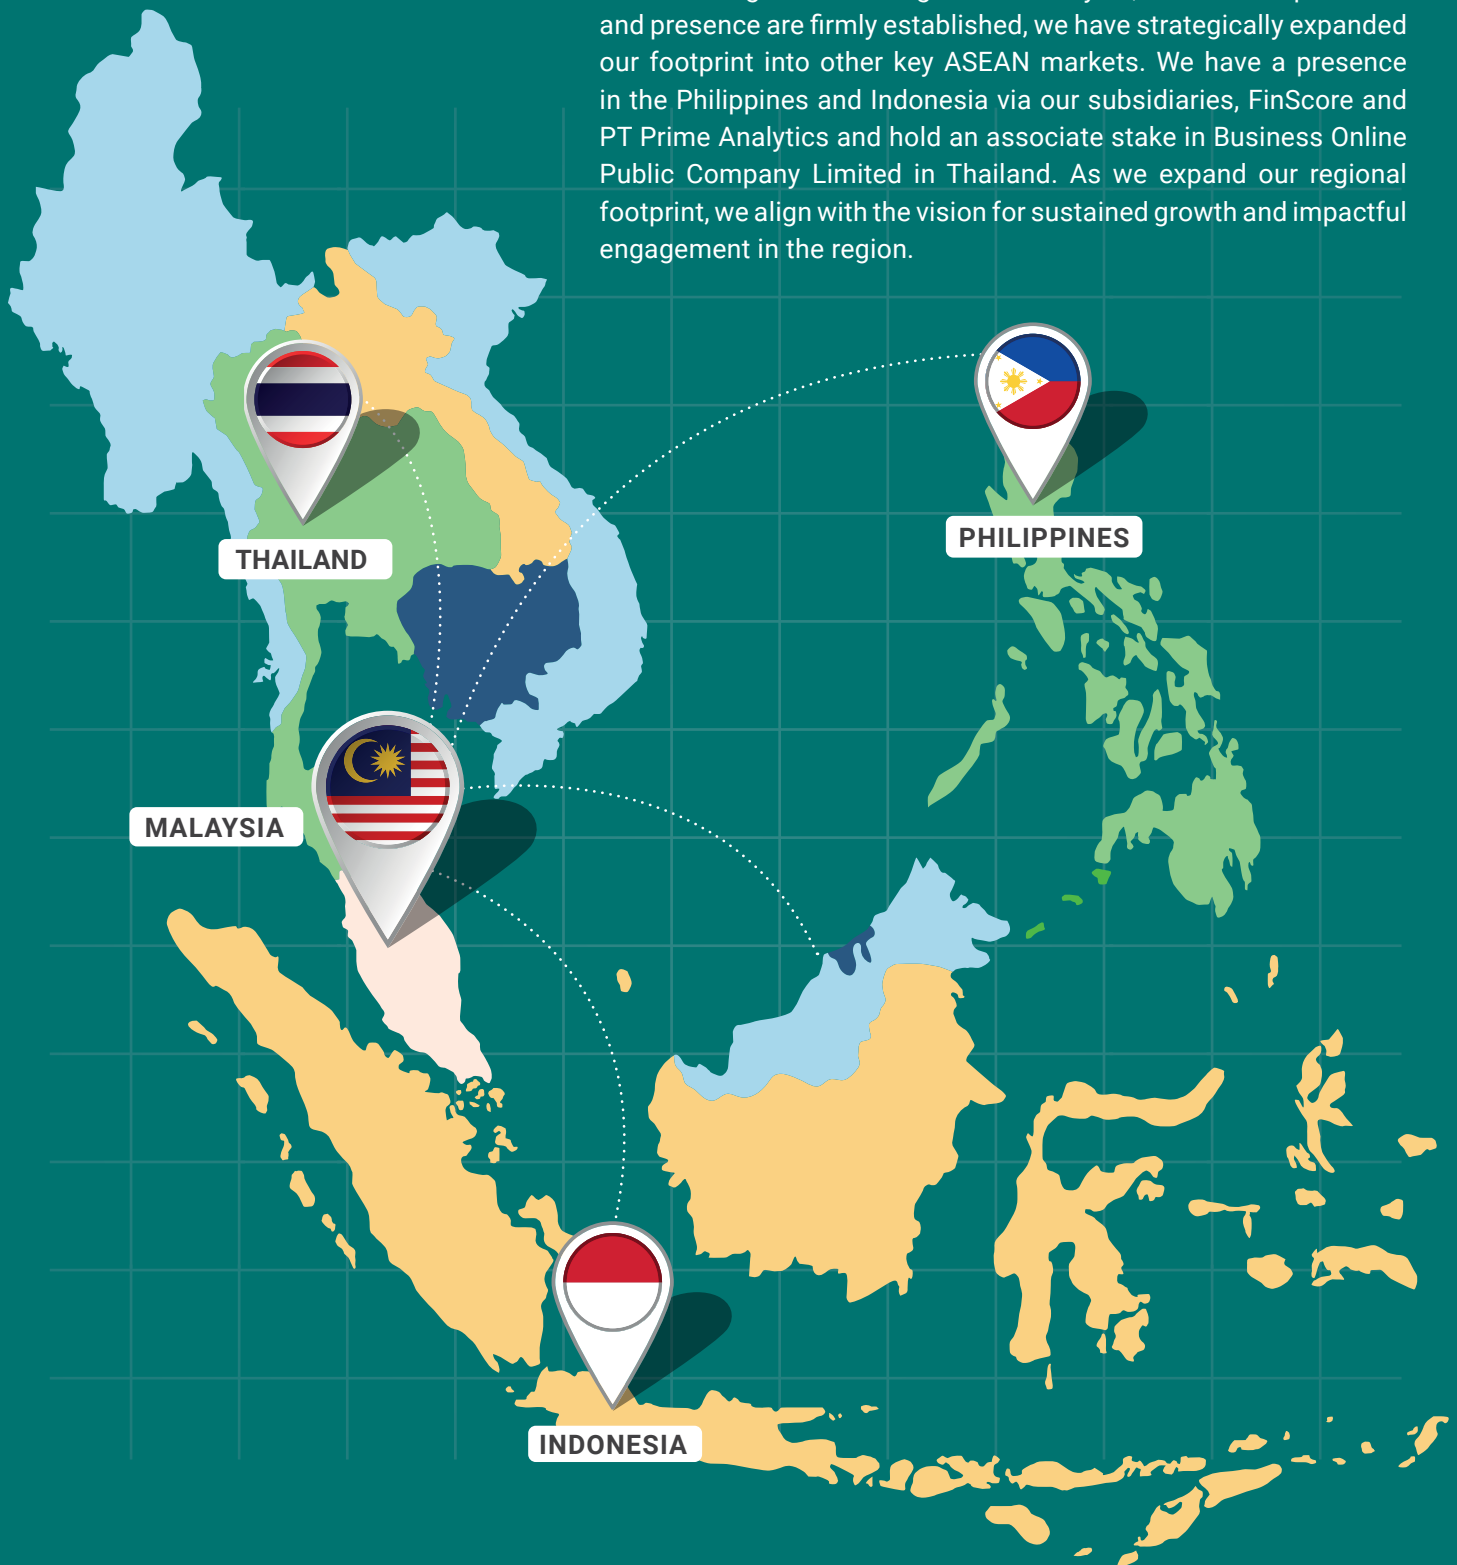 and presence are firmly established, we have strategically expanded
our footprint into other key ASEAN markets. We have a presence
in the Philippines and Indonesia via our subsidiaries, FinScore and
PT Prime Analytics and hold an associate stake in Business Online
Public Company Limited in Thailand. As we expand our regional
footprint, we align with the vision for sustained growth and impactful
engagement in the region.
PHILIPPINES
THAILAND
MALAYSIA
INDONESIA